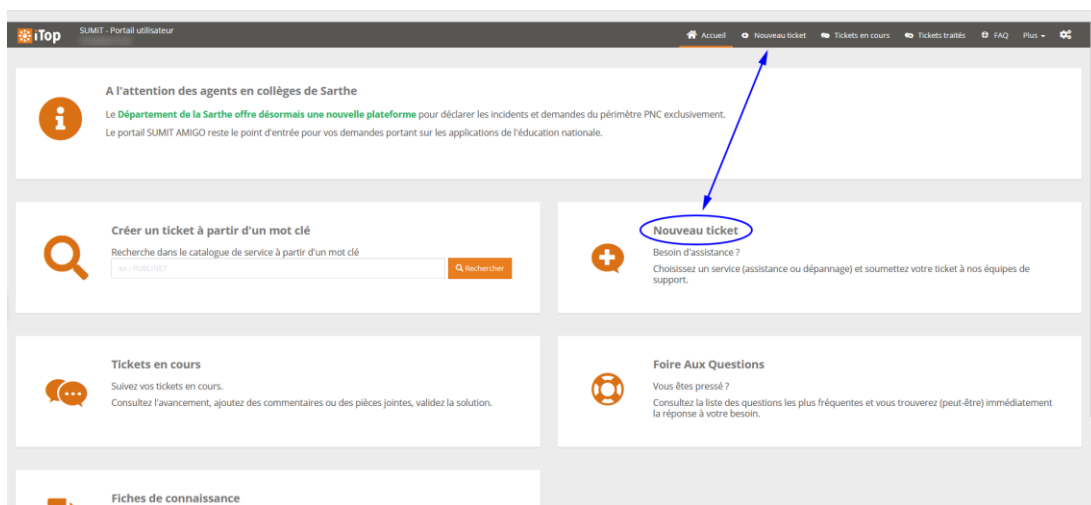 iTop
SUMIT - Portail utilisateur
Accueil
Nouveau ticket
Tickets en cours
Tickets traités
FAQ
Plus
A l'attention des agents en collèges de Sarthe
Le Département de la Sarthe offre désormais une nouvelle plateforme pour déclarer les incidents et demandes du périmètre PNC exclusivement.
Le portail SUMIT AMIGO reste le point d'entrée pour vos demandes portant sur les applications de l'éducation nationale.
Créer un ticket à partir d'un mot clé
Recherche dans le catalogue de service à partir d'un mot clé
ex : PUBLINET
Rechercher
Nouveau ticket
Besoin d'assistance ?
Choisissez un service (assistance ou dépannage) et soumettez votre ticket à nos équipes de
support.
Tickets en cours
Suivez vos tickets en cours.
Consultez l'avancement, ajoutez des commentaires ou des pièces jointes, validez la solution.
Foire Aux Questions
Vous êtes pressé ?
Consultez la liste des questions les plus fréquentes et vous trouverez (peut-être) immédiatement
la réponse à votre besoin.
Fiches de connaissance